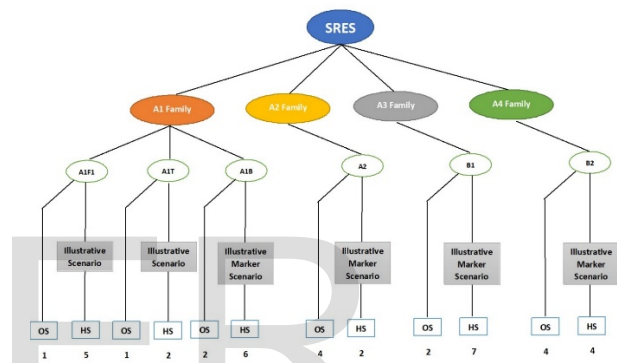 SRES
A1 Family
A2 Family
A3 Family
A4 Family
A1F1
A1T
A1B
A2
B1
B2
Illustrative
Scenario
Illustrative
Scenario
Illustrative
Marker
Scenario
Illustrative
Marker
Scenario
Illustrative
Marker
Scenario
Illustrative
Marker
Scenario
OS
HS
OS
HS
OS
HS
OS
HS
OS
HS
OS
HS
1
5
1
2
2
6
4
2
2
7
4
4